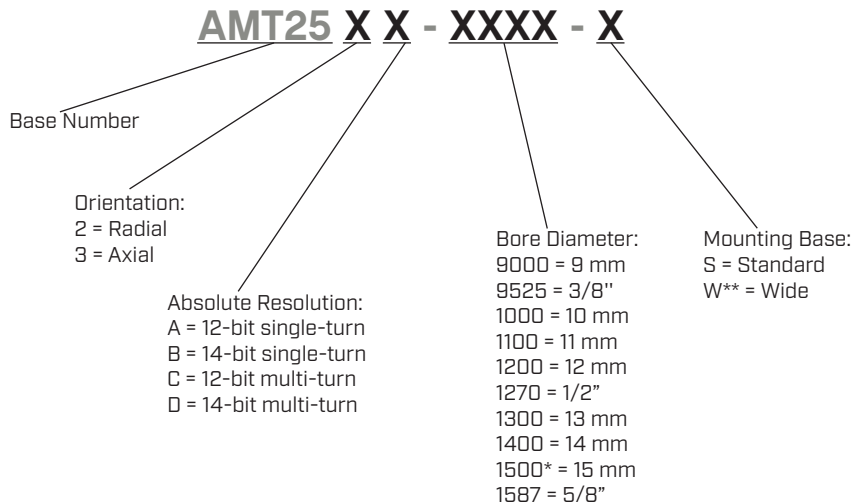 AMT25 X X - XXXX - X
Base Number
Orientation:
2 = Radial
3 = Axial
Absolute Resolution:
A = 12-bit single-turn
B = 14-bit single-turn
C = 12-bit multi-turn
D = 14-bit multi-turn
Bore Diameter:
9000 = 9 mm
9525 = 3/8"
1000 = 10 mm
1100 = 11 mm
1200 = 12 mm
1270 = 1/2”
1300 = 13 mm
1400 = 14 mm
1500* = 15 mm
1587 = 5/8”
Mounting Base:
S = Standard
W** = Wide